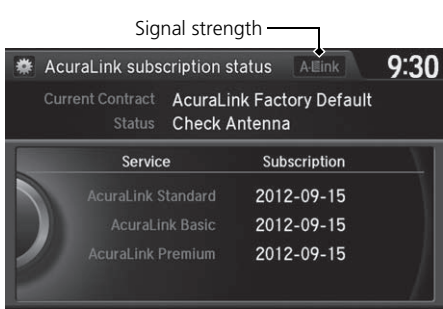 Signal strength
AcuraLink subscription status A-Link 9:30
Current Contract AcuraLink Factory Default
Status Check Antenna
Service Subscription
AcuraLink Standard 2012-09-15
AcuraLink Basic 2012-09-15
AcuraLink Premium 2012-09-15